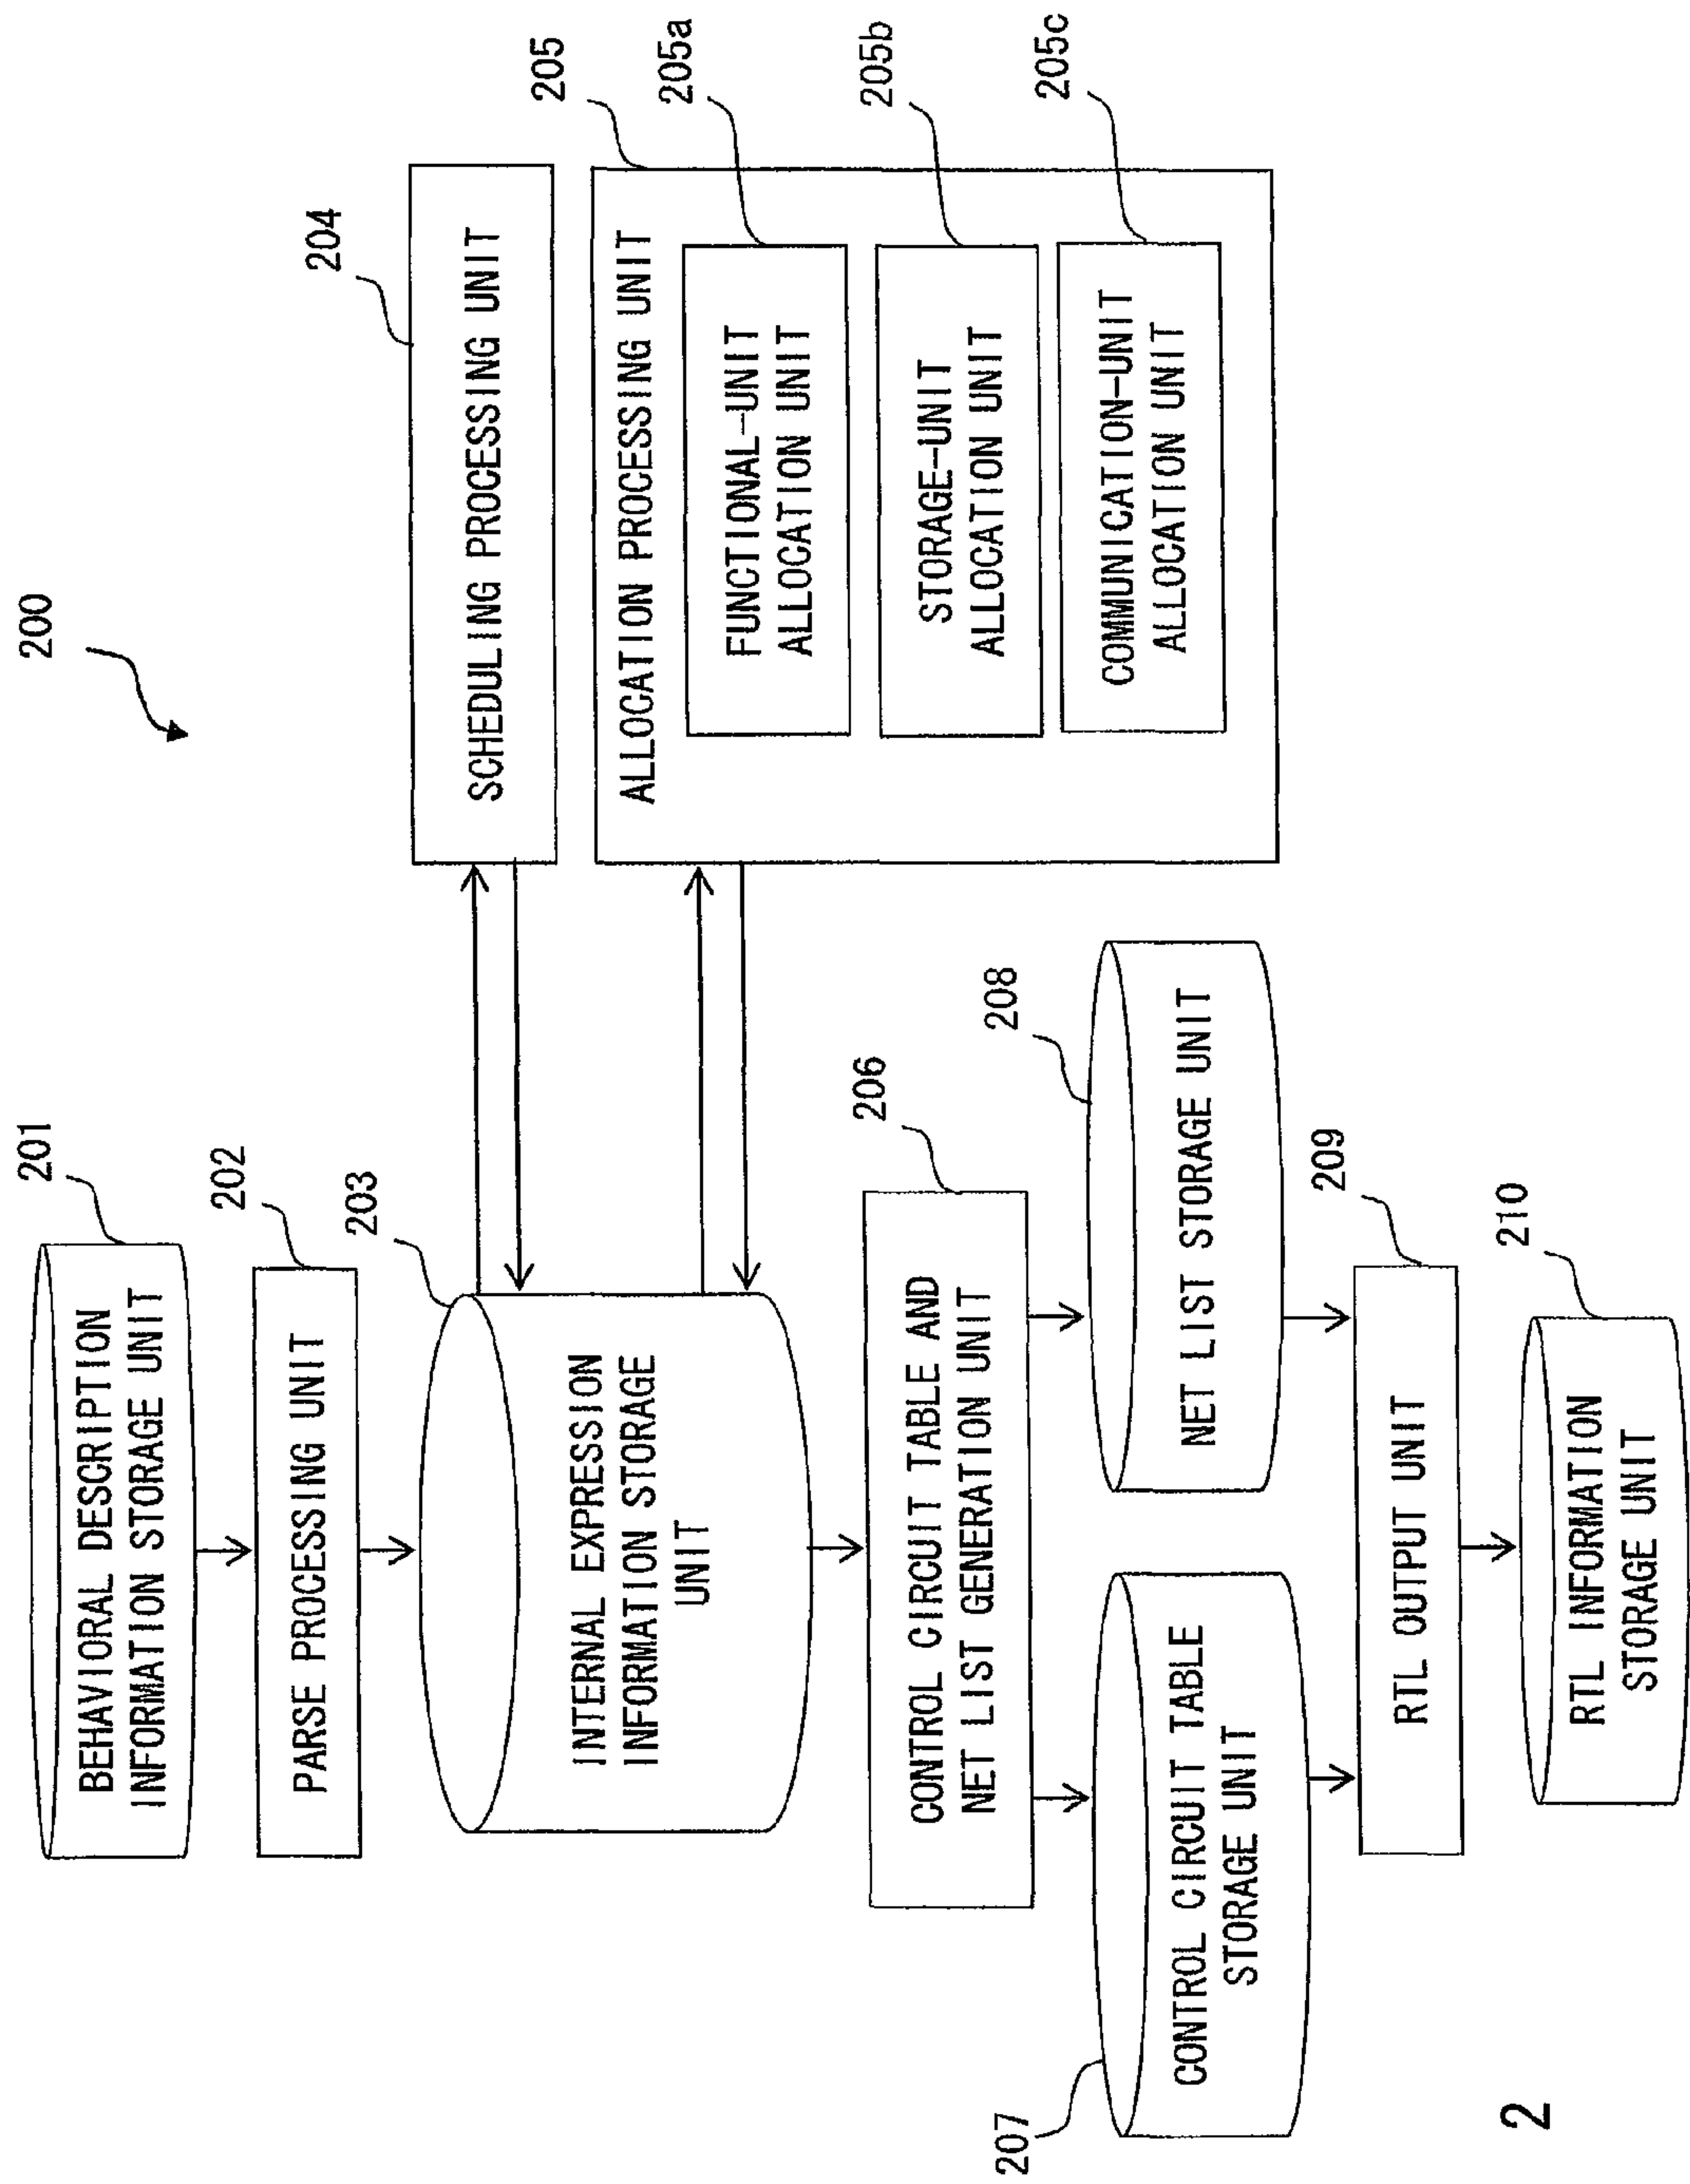 200
201
BEHAVIORAL DESCRIPTION
INFORMATION STORAGE UNIT
202
PARSE PROCESSING UNIT
203
INTERNAL EXPRESSION
INFORMATION STORAGE
UNIT
204
SCHEDULING PROCESSING UNIT
205
ALLOCATION PROCESSING UNIT
205a
FUNCTIONAL-UNIT
ALLOCATION UNIT
205b
STORAGE-UNIT
ALLOCATION UNIT
205c
COMMUNICATION-UNIT
ALLOCATION UNIT
206
CONTROL CIRCUIT TABLE AND
NET LIST GENERATION UNIT
207
CONTROL CIRCUIT TABLE
STORAGE UNIT
208
NET LIST STORAGE UNIT
209
RTL OUTPUT UNIT
210
RTL INFORMATION
STORAGE UNIT
2